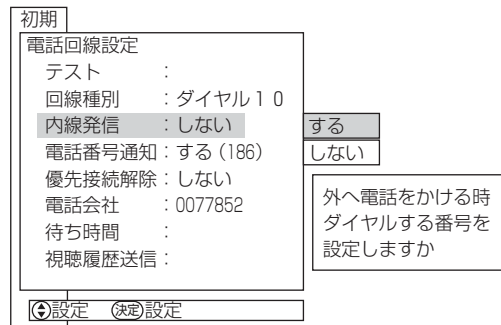 初期
電話回線設定
テスト :
回線種別 :ダイヤル10
内線発信 :しない
電話番号通知:する(186)
優先接続解除:しない
電話会社 :0077852
待ち時間 :
視聴履歴送信:
する
しない
外へ電話をかける時
ダイヤルする番号を
設定しますか
設定 決定 設定